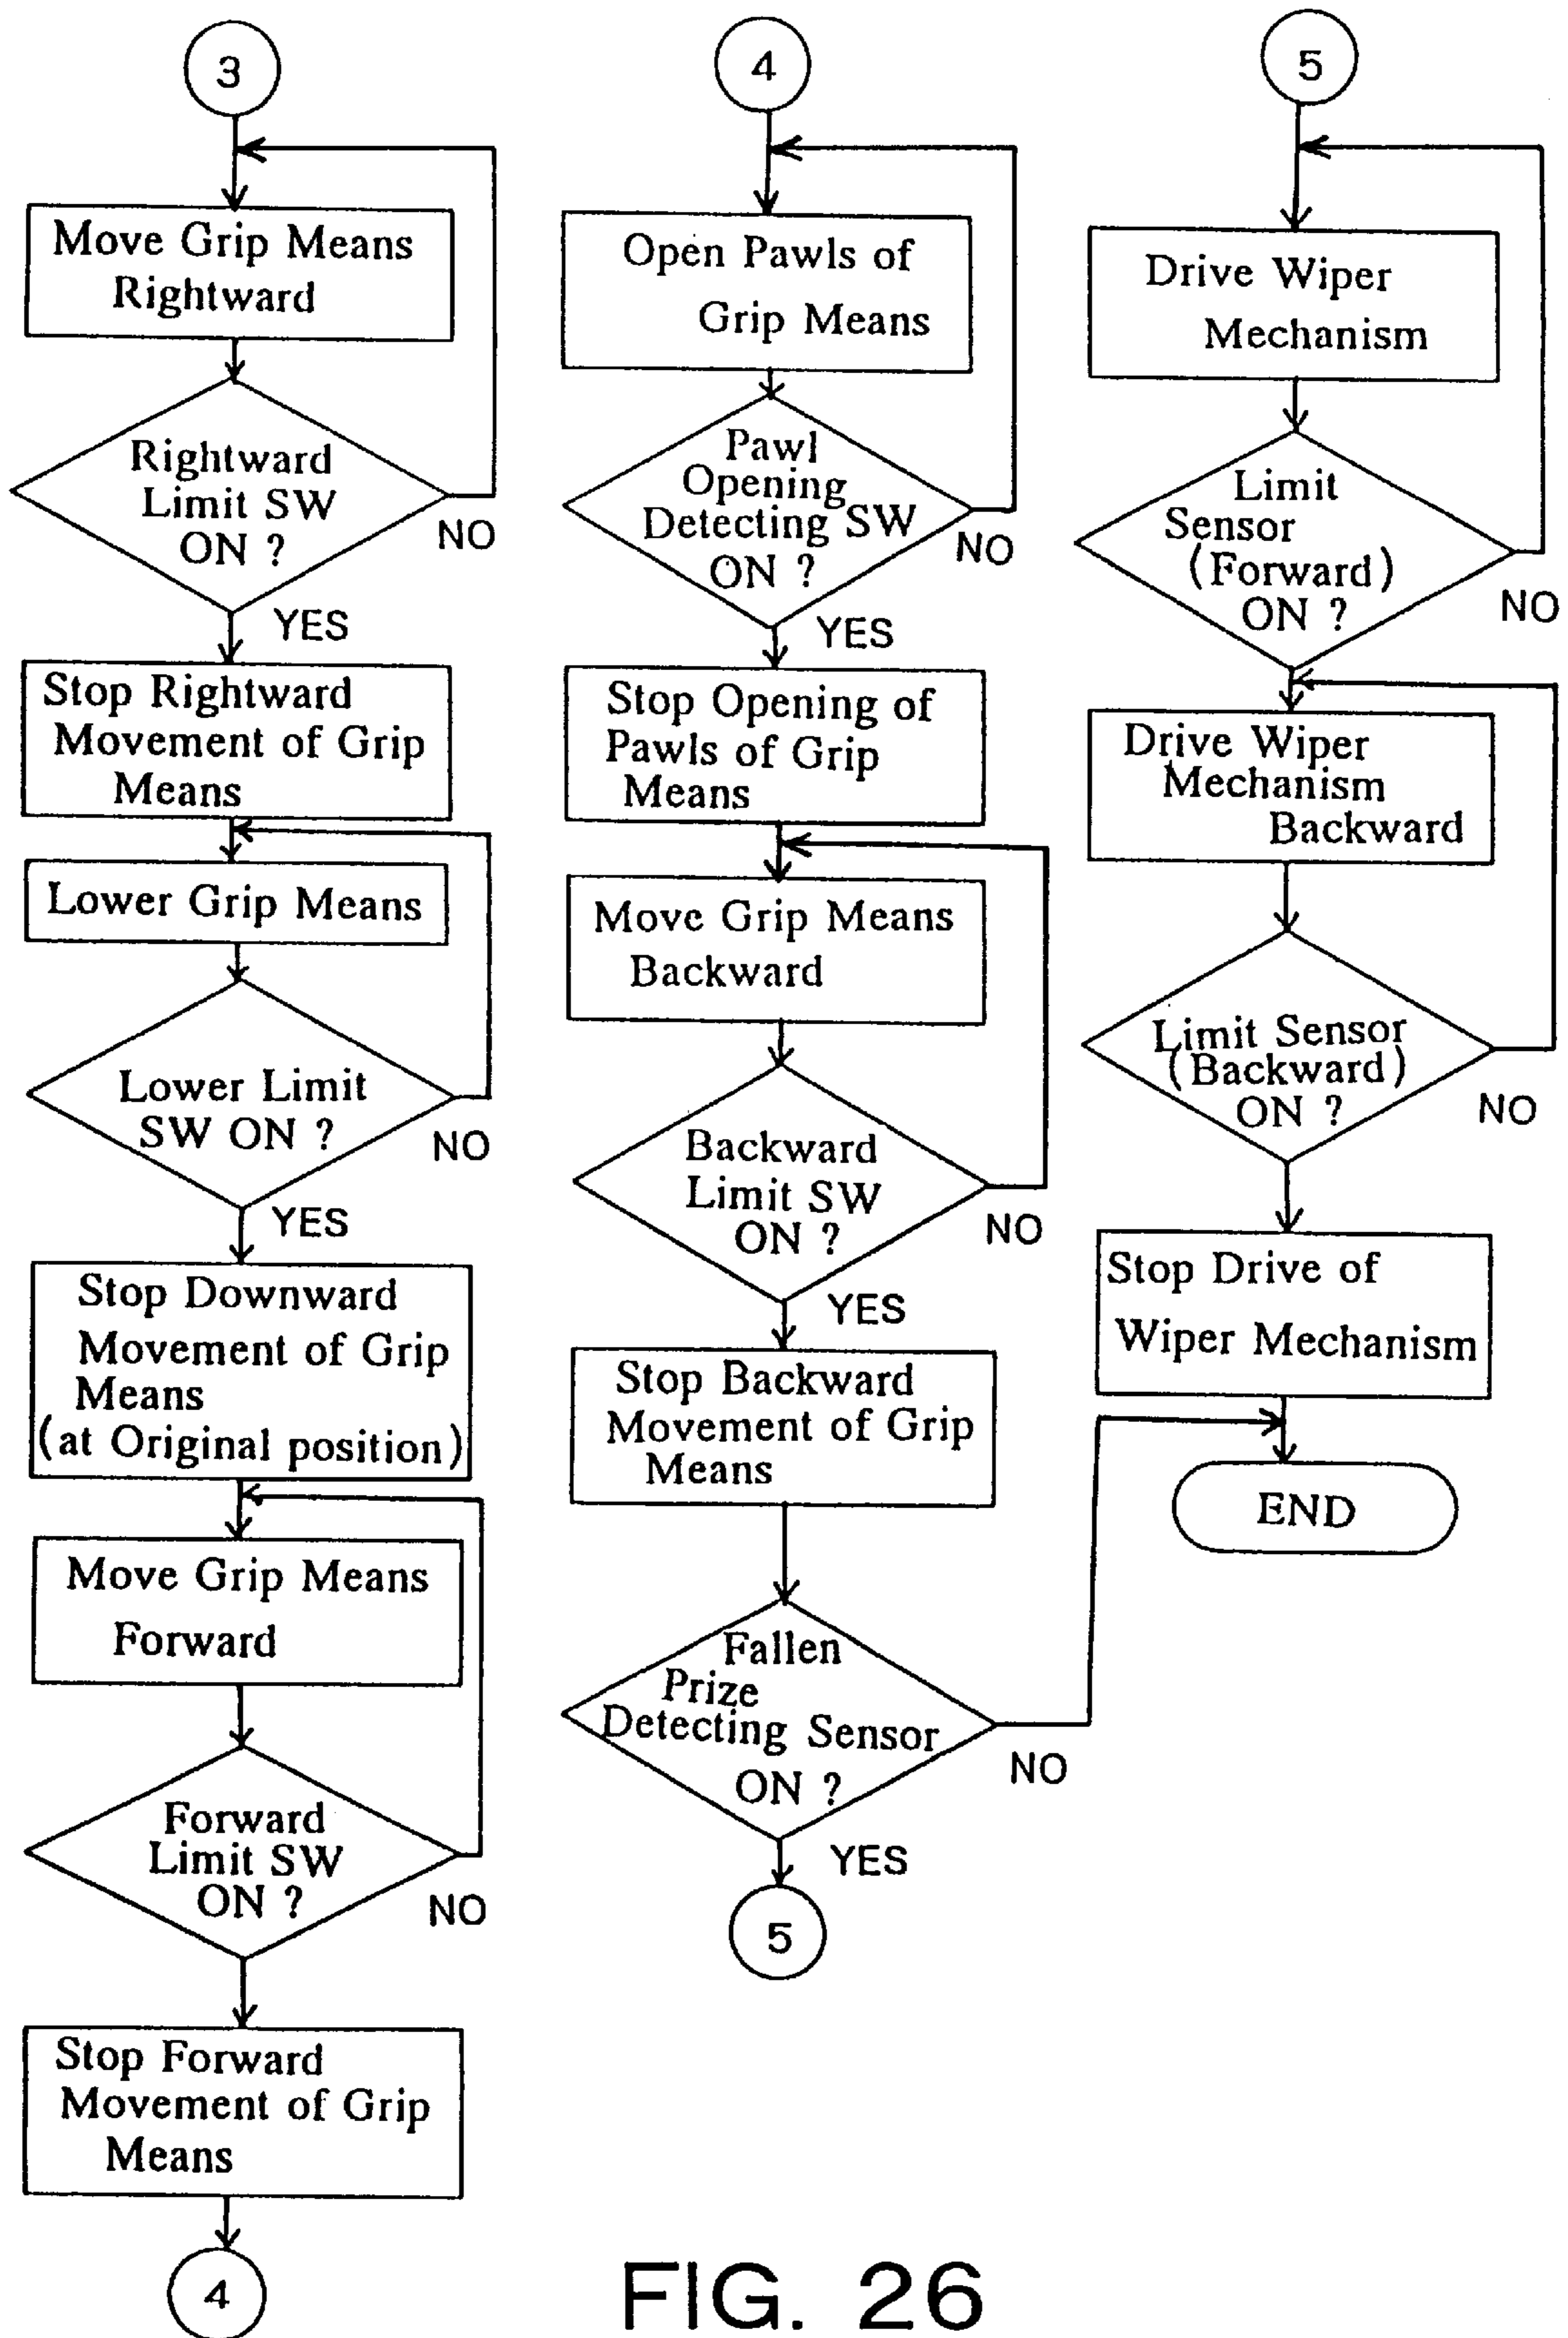 3
Move Grip Means
Rightward
Rightward
Limit SW
ON ?
NO
YES
Stop Rightward
Movement of Grip
Means
Lower Grip Means
Lower Limit
SW ON ?
NO
YES
Stop Downward
Movement of Grip
Means
(at Original position)
Move Grip Means
Forward
Forward
Limit SW
ON ?
NO
Stop Forward
Movement of Grip
Means
4
4
Open Pawls of
Grip Means
Pawl
Opening
Detecting SW
ON ?
NO
YES
Stop Opening of
Pawls of Grip
Means
Move Grip Means
Backward
Backward
Limit SW
ON ?
NO
YES
Stop Backward
Movement of Grip
Means
Fallen
Prize
Detecting Sensor
ON ?
NO
YES
5
5
Drive Wiper
Mechanism
Limit
Sensor
(Forward)
ON ?
NO
Drive Wiper
Mechanism
Backward
Limit Sensor
(Backward)
ON ?
NO
Stop Drive of
Wiper Mechanism
END
FIG. 26